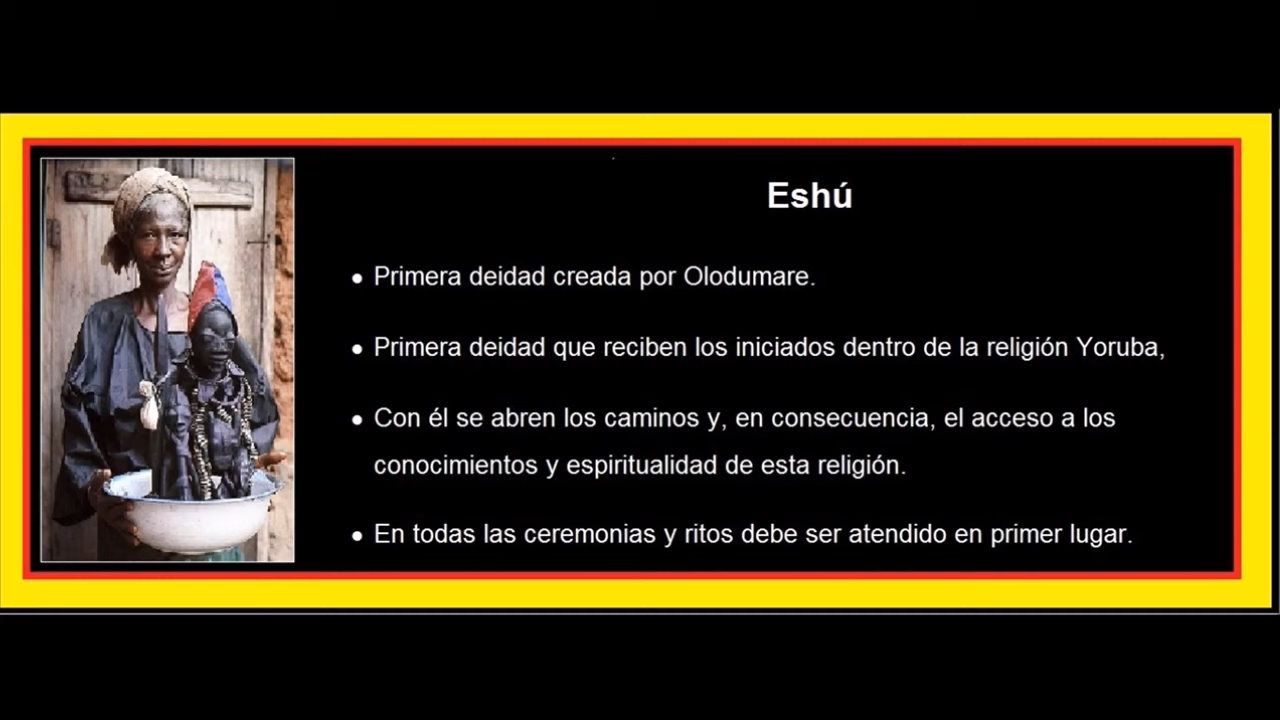 Eshú
• Primera deidad creada por Olodumare.
• Primera deidad que reciben los iniciados dentro de la religión Yoruba,
• Con él se abren los caminos y, en consecuencia, el acceso a los
conocimientos y espiritualidad de esta religión.
• En todas las ceremonias y ritos debe ser atendido en primer lugar.